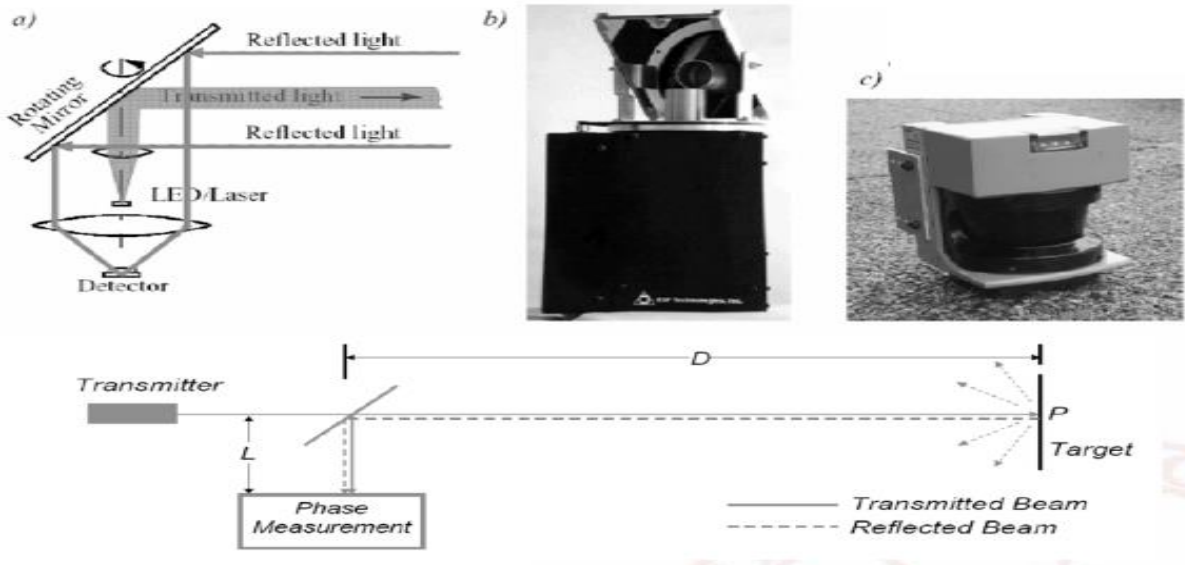 a)
Reflected light
Rotating
Mirror
Transmitted light
Reflected light
LED/Laser
Detector
b)
c)
D
Transmitter
L
P
Target
Phase
Measurement
Transmitted Beam
Reflected Beam